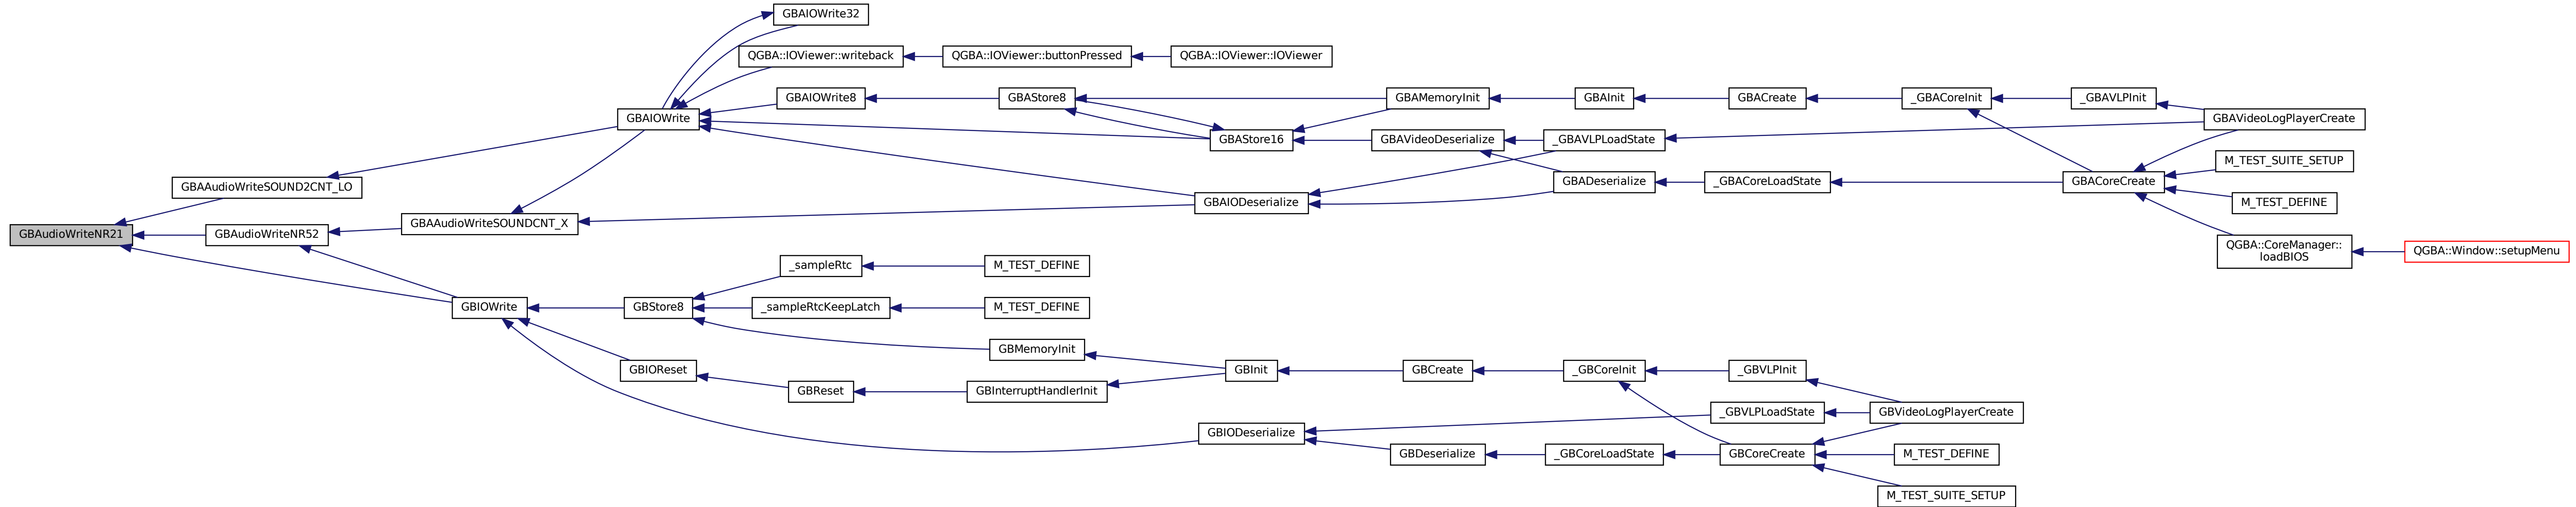 GBAIOWrite32
QGBA::IOViewer::writeback
QGBA::IOViewer::buttonPressed
QGBA::IOViewer::IOViewer
GBAIOWrite8
GBAStore8
GBAMemoryInit
GBAInit
GBACreate
_GBACoreInit
_GBAVLPInit
GBAIOWrite
GBAVideoLogPlayerCreate
GBAStore16
GBAVideoDeserialize
_GBAVLPLoadState
M_TEST_SUITE_SETUP
GBADeserialize
_GBACoreLoadState
GBACoreCreate
GBAAudioWriteSOUND2CNT_LO
GBAIODeserialize
M_TEST_DEFINE
GBAAudioWriteSOUNDCNT_X
GBAudioWriteNR21
GBAudioWriteNR52
QGBA::CoreManager::
loadBIOS
QGBA::Window::setupMenu
_sampleRtc
M_TEST_DEFINE
GBIOWrite
GBStore8
_sampleRtcKeepLatch
M_TEST_DEFINE
GBMemoryInit
GBIOReset
GBInit
GBCreate
_GBCoreInit
_GBVLPInit
GBReset
GBInterruptHandlerInit
_GBVLPLoadState
GBVideoLogPlayerCreate
GBIODeserialize
GBDeserialize
_GBCoreLoadState
GBCoreCreate
M_TEST_DEFINE
M_TEST_SUITE_SETUP